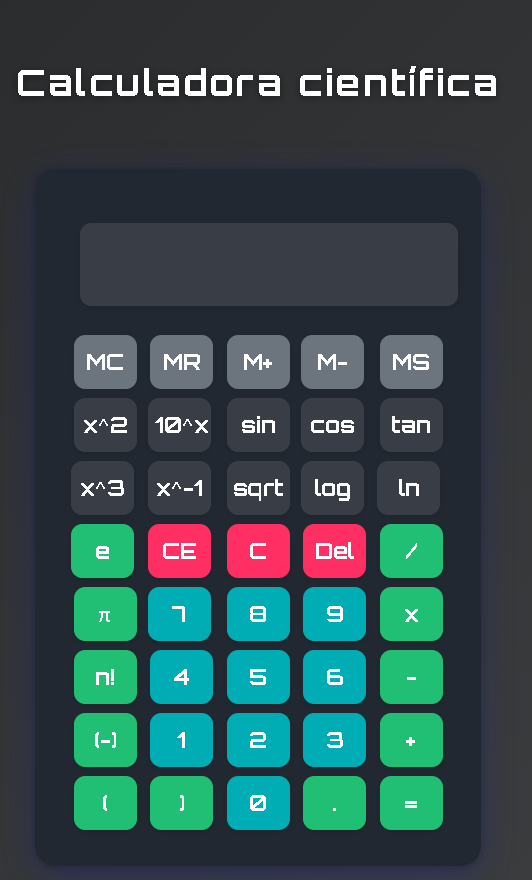 Calculadora científica
MC MR M+ M- MS
x^2 10^x sin cos tan
x^3 x^-1 sqrt log ln
e CE C Del /
π 7 8 9 x
n! 4 5 6 -
(-) 1 2 3 +
( ) 0 . =